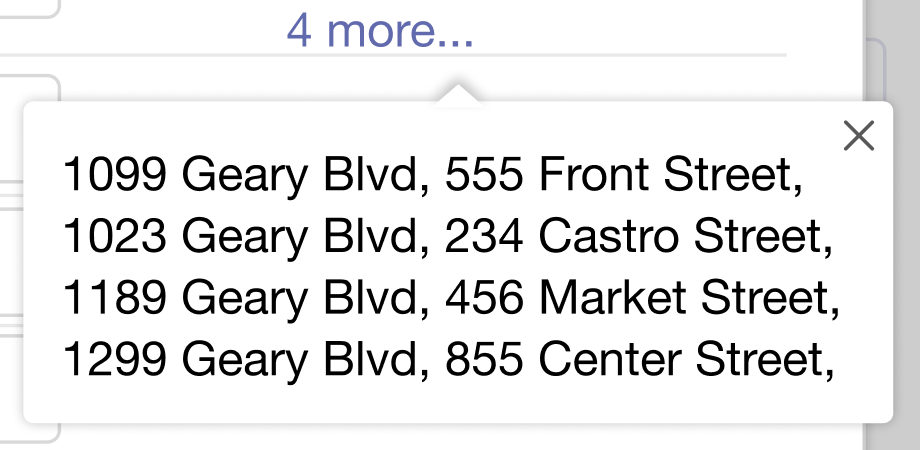 4 more...
1099 Geary Blvd, 555 Front Street,
1023 Geary Blvd, 234 Castro Street,
1189 Geary Blvd, 456 Market Street,
1299 Geary Blvd, 855 Center Street,